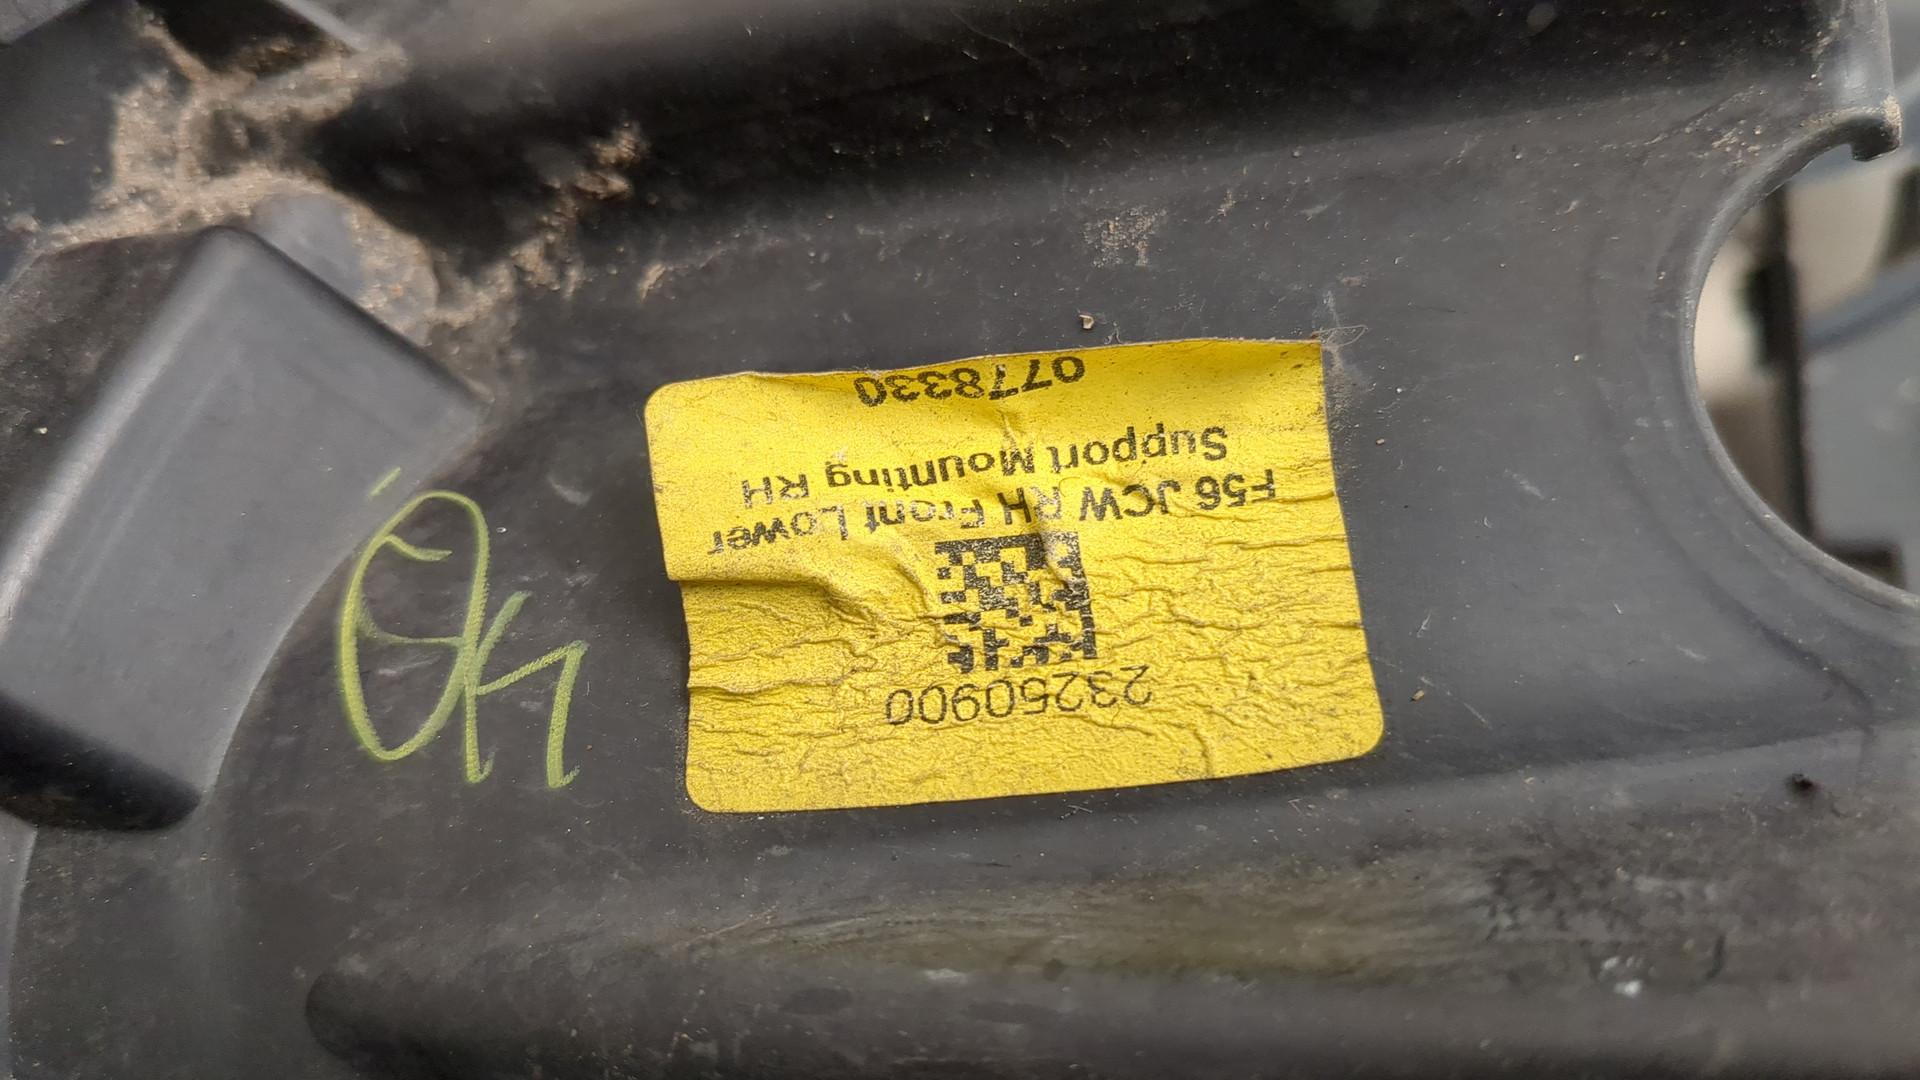 23250900
F56 JCW RH Front Lower
Support Mounting RH
0778330